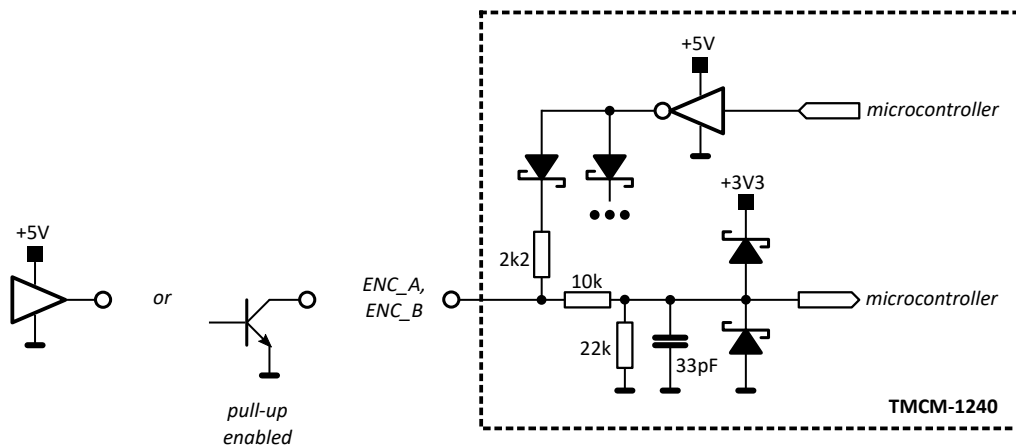 +5V
microcontroller
+3V3
+5V
2k2
or
ENC_A,
ENC_B
10k
microcontroller
22k
33pF
pull-up
enabled
TMCM-1240